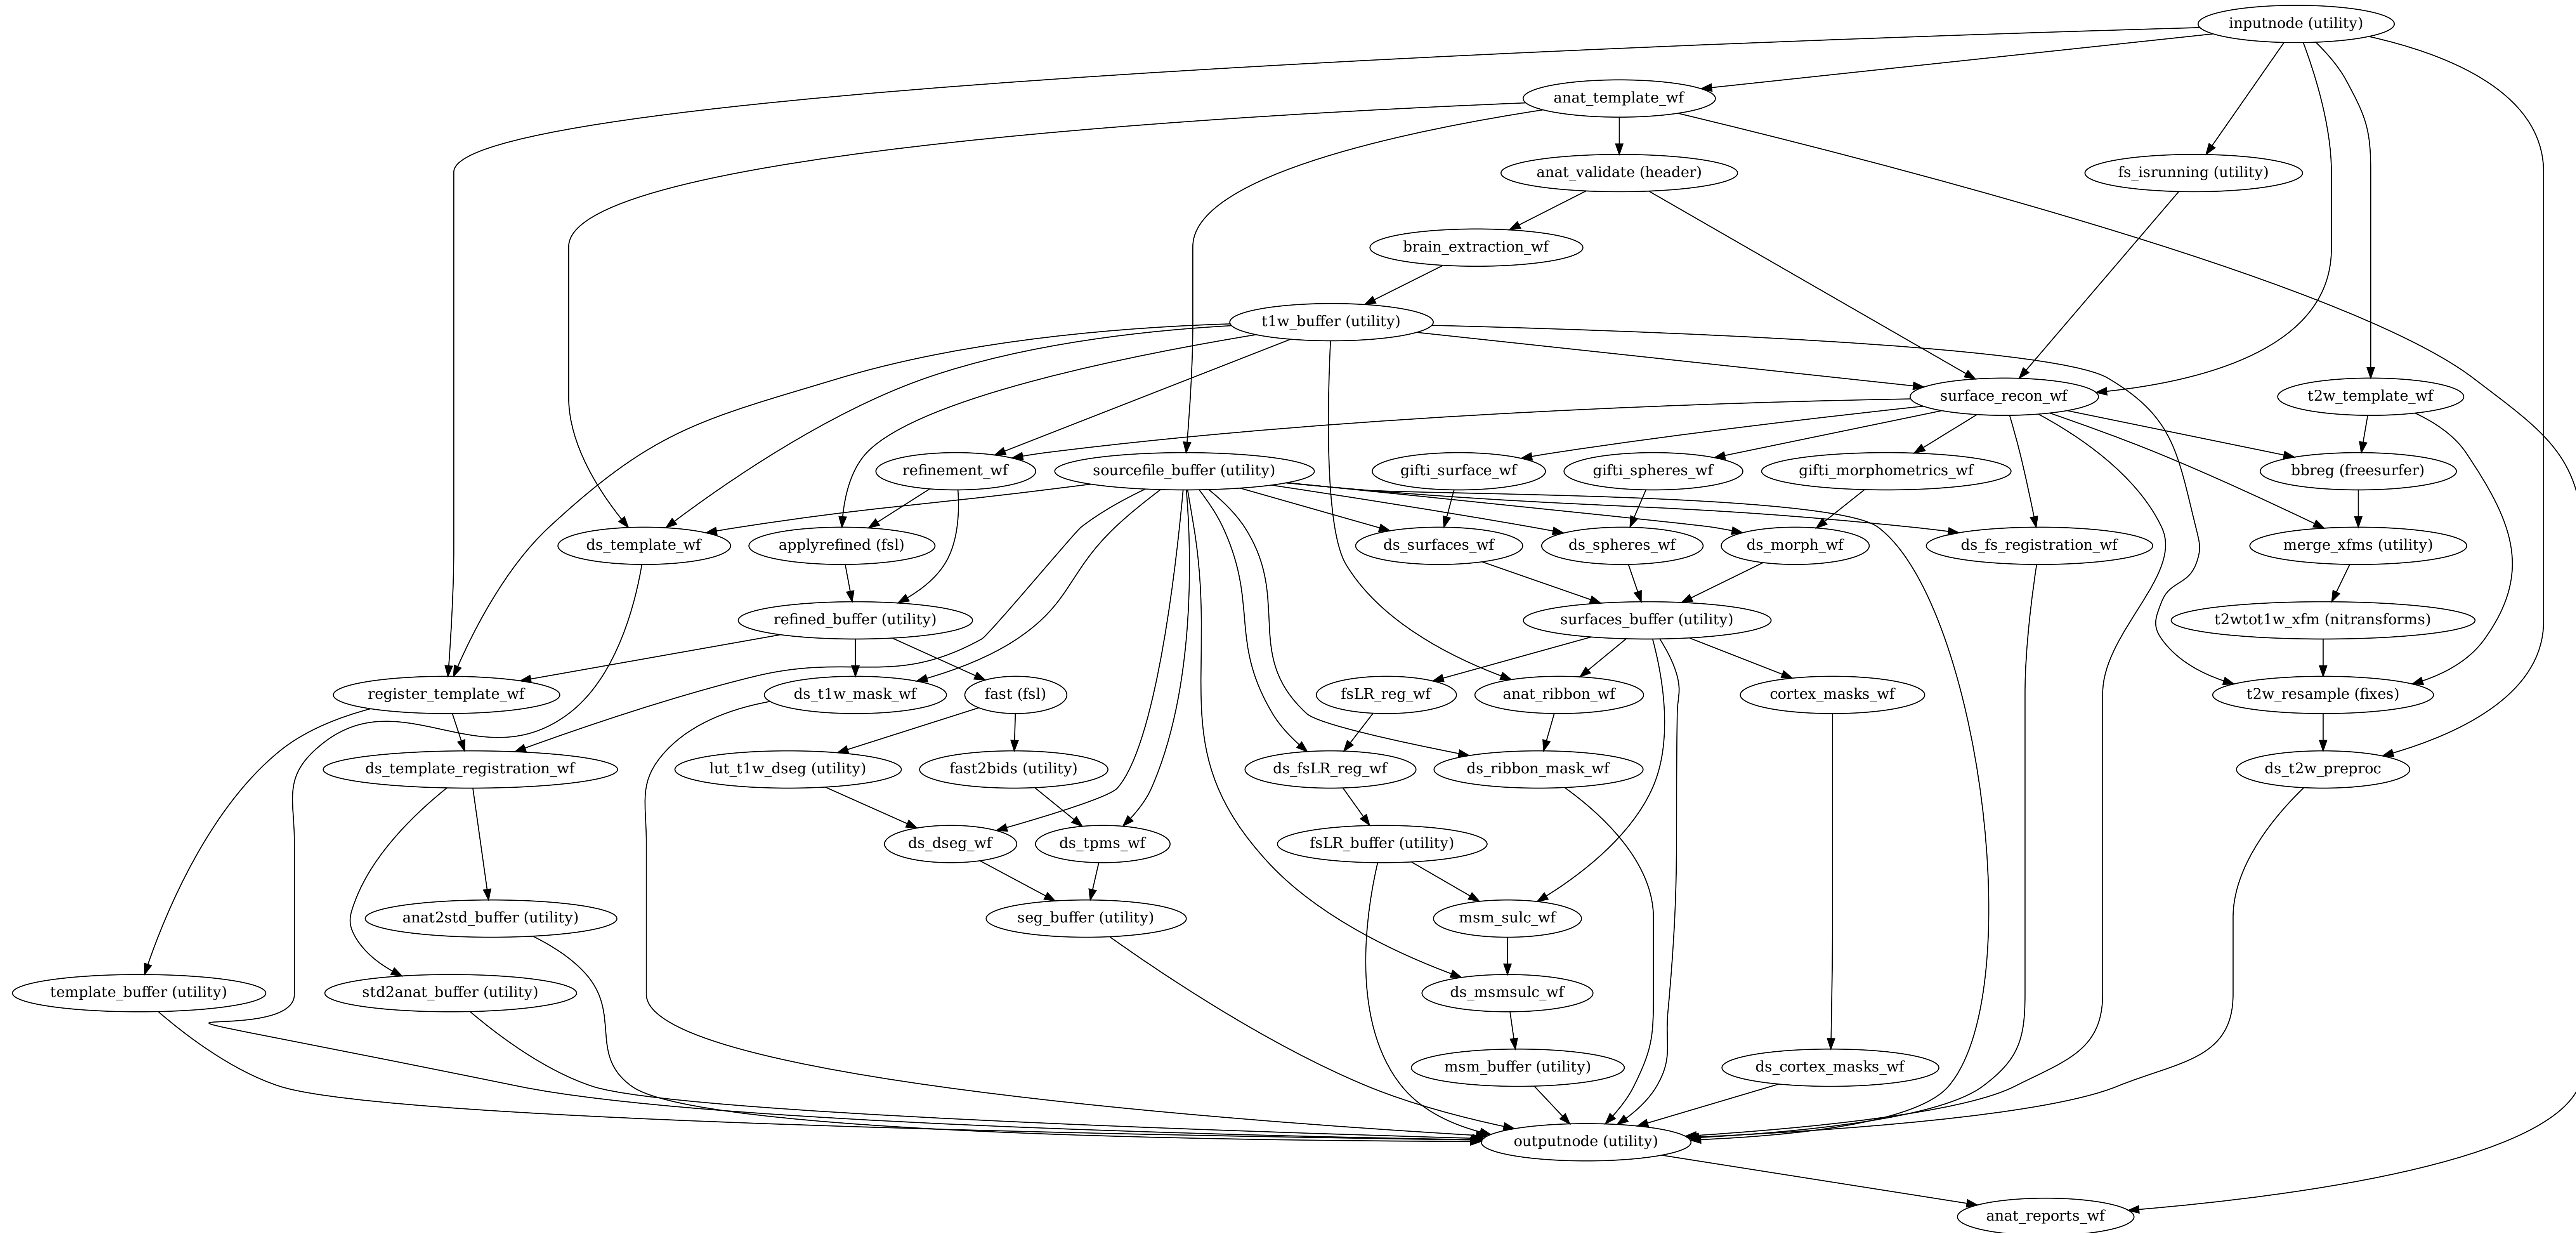 inputnode (utility)
anat_template_wf
anat_validate (header)
fs_isrunning (utility)
brain_extraction_wf
t1w_buffer (utility)
surface_recon_wf
t2w_template_wf
refinement_wf
sourcefile_buffer (utility)
gifti_surface_wf
gifti_spheres_wf
gifti_morphometrics_wf
bbreg (freesurfer)
ds_template_wf
applyrefined (fsl)
ds_surfaces_wf
ds_spheres_wf
ds_morph_wf
ds_fs_registration_wf
merge_xfms (utility)
refined_buffer (utility)
surfaces_buffer (utility)
t2wtot1w_xfm (nitransforms)
register_template_wf
ds_t1w_mask_wf
fast (fsl)
fsLR_reg_wf
anat_ribbon_wf
cortex_masks_wf
t2w_resample (fixes)
ds_template_registration_wf
lut_t1w_dseg (utility)
fast2bids (utility)
ds_fsLR_reg_wf
ds_ribbon_mask_wf
ds_t2w_preproc
ds_dseg_wf
ds_tpms_wf
fsLR_buffer (utility)
anat2std_buffer (utility)
seg_buffer (utility)
msm_sulc_wf
template_buffer (utility)
std2anat_buffer (utility)
ds_msmsulc_wf
msm_buffer (utility)
ds_cortex_masks_wf
outputnode (utility)
anat_reports_wf